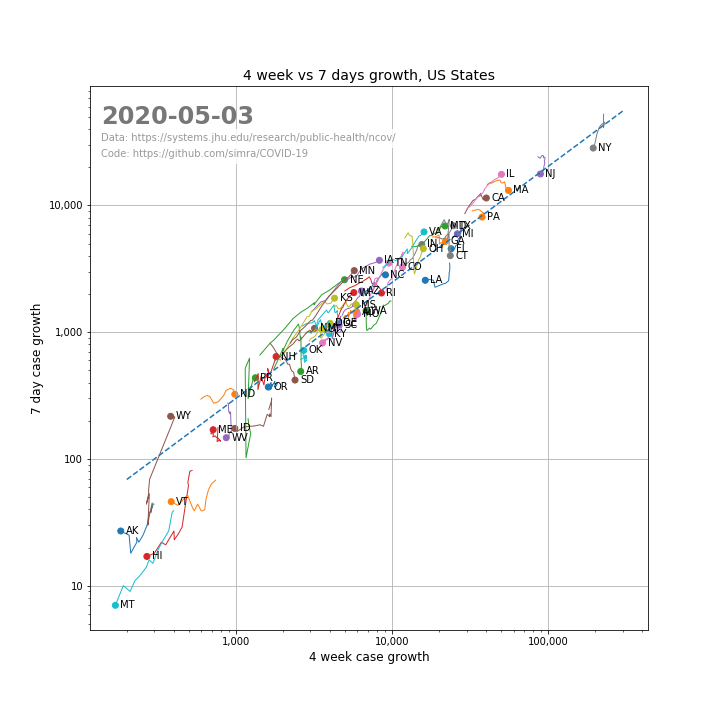 4 week vs 7 days growth, US States
2020-05-03
Data: https://systems.jhu.edu/research/public-health/ncov/
Code: https://github.com/simra/COVID-19
NY
IL
NJ
MA
CA
10,000
PA
VA
TX
MI
GA
IN
OH
FL
CT
IA
TN
CO
MN
NC
NE
LA
AZ
RI
KS
MS
WA
1,000
KY
NV
OK
NH
AR
PR
SD
OR
ND
WY
ME
ID
WV
100
VT
AK
HI
10
MT
1,000
10,000
100,000
4 week case growth
7 day case growth